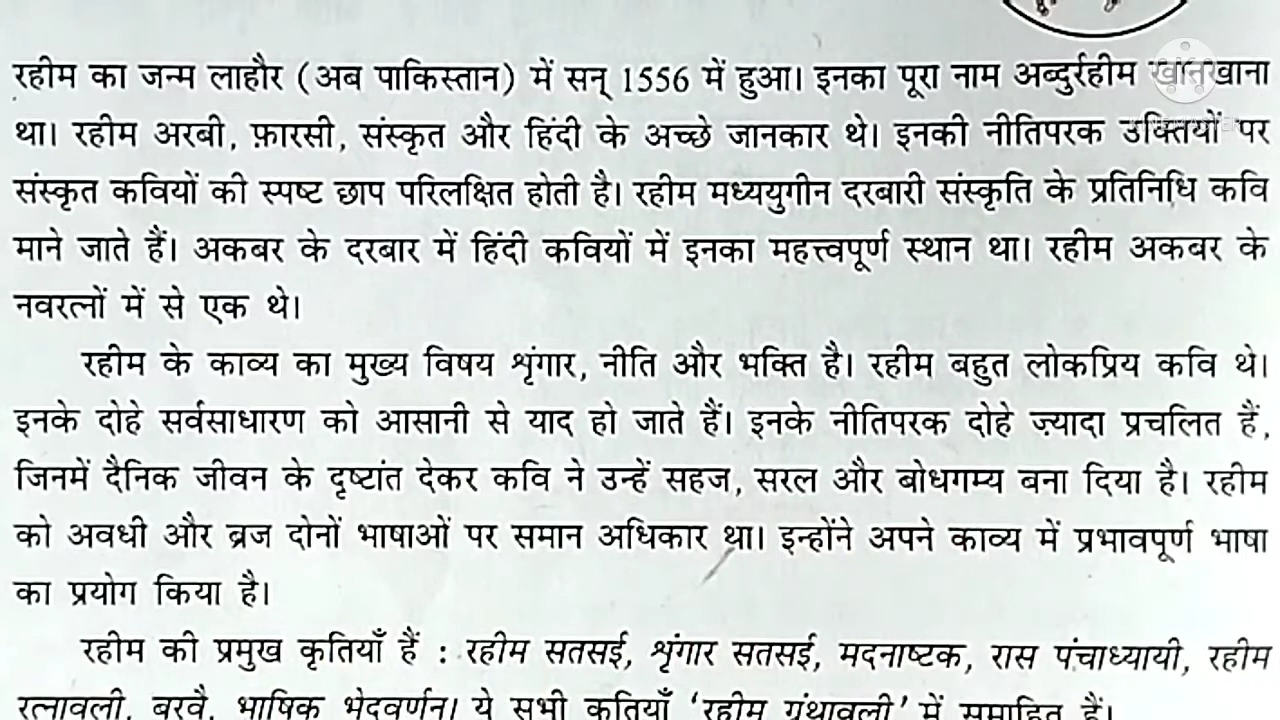 रहीम का जन्म लाहौर (अब पाकिस्तान) में सन् 1556 में हुआ। इनका पूरा नाम अब्दुर्रहीम खानखाना
था। रहीम अरबी, फ़ारसी, संस्कृत और हिंदी के अच्छे जानकार थे। इनकी नीतिपरक उक्तियों पर
संस्कृत कवियों की स्पष्ट छाप परिलक्षित होती है। रहीम मध्ययुगीन दरबारी संस्कृति के प्रतिनिधि कवि
माने जाते हैं। अकबर के दरबार में हिंदी कवियों में इनका महत्त्वपूर्ण स्थान था। रहीम अकबर के
नवरत्नों में से एक थे।
रहीम के काव्य का मुख्य विषय शृंगार, नीति और भक्ति है। रहीम बहुत लोकप्रिय कवि थे।
इनके दोहे सर्वसाधारण को आसानी से याद हो जाते हैं। इनके नीतिपरक दोहे ज़्यादा प्रचलित हैं,
जिनमें दैनिक जीवन के दृष्टांत देकर कवि ने उन्हें सहज, सरल और बोधगम्य बना दिया है। रहीम
को अवधी और ब्रज दोनों भाषाओं पर समान अधिकार था। इन्होंने अपने काव्य में प्रभावपूर्ण भाषा
का प्रयोग किया है।
रहीम की प्रमुख कृतियाँ हैं : रहीम सतसई, शृंगार सतसई, मदनाष्टक, रास पंचाध्यायी, रहीम
रत्नावली, बरवै, भाषिक भेदवर्णन। ये सभी कृतियाँ 'रहीम ग्रंथावली' में समाहित हैं।